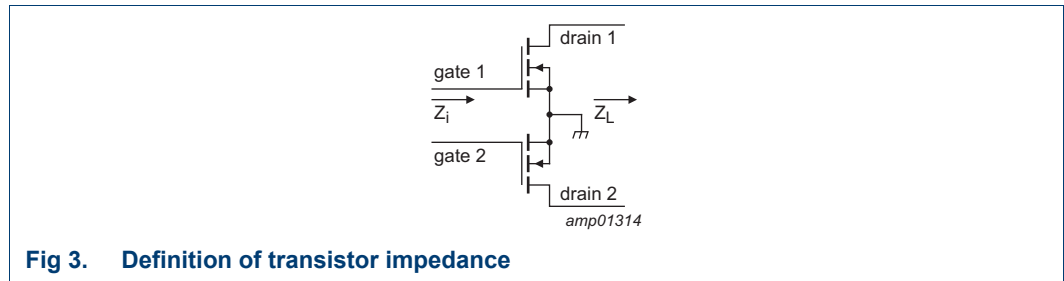 drain 1
gate 1
Zi
ZL
gate 2
drain 2
amp01314
Fig 3. Definition of transistor impedance